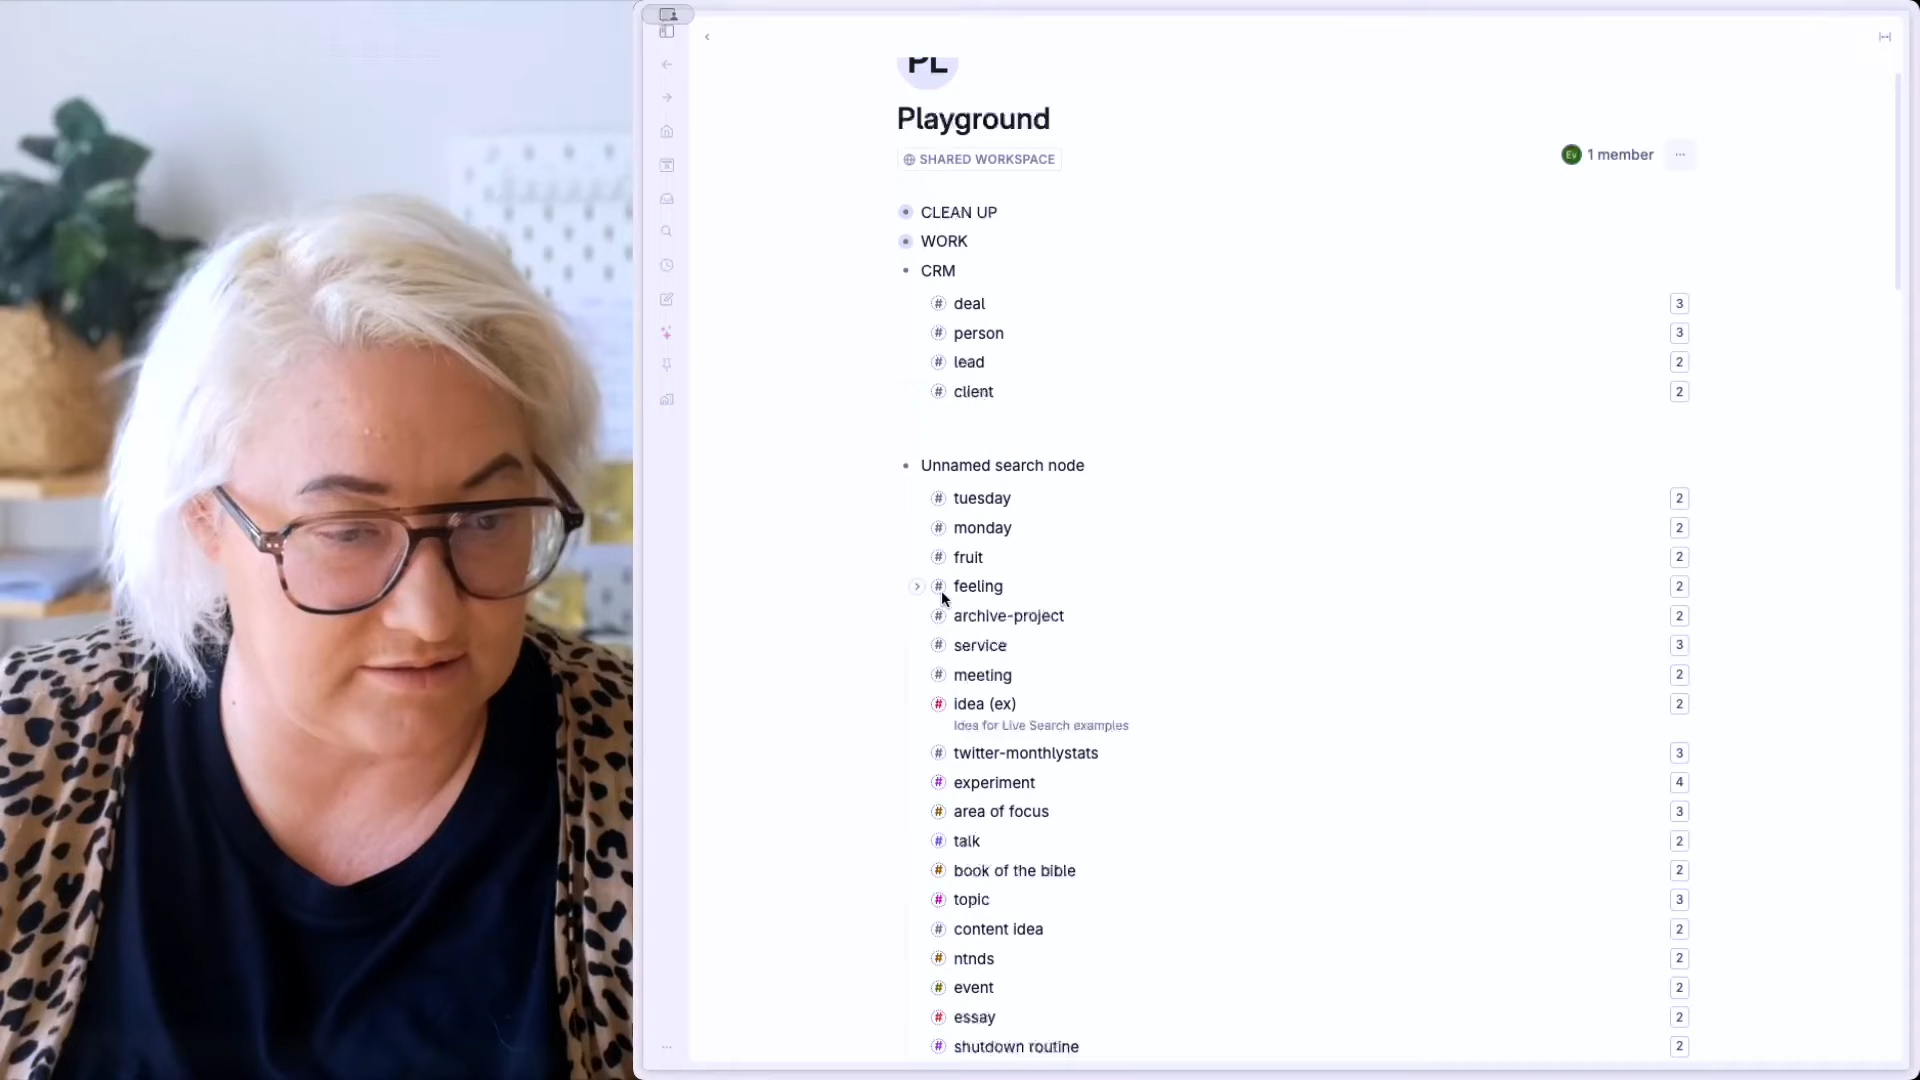 PL
Playground
SHARED WORKSPACE
Ev 1 member
CLEAN UP
WORK
CRM
# deal 3
# person 3
# lead 2
# client 2
Unnamed search node
# tuesday 2
# monday 2
# fruit 2
# feeling 2
# archive-project 2
# service 3
# meeting 2
# idea (ex) 2
Idea for Live Search examples
# twitter-monthlystats 3
# experiment 4
# area of focus 3
# talk 2
# book of the bible 2
# topic 3
# content idea 2
# ntnds 2
# event 2
# essay 2
# shutdown routine 2